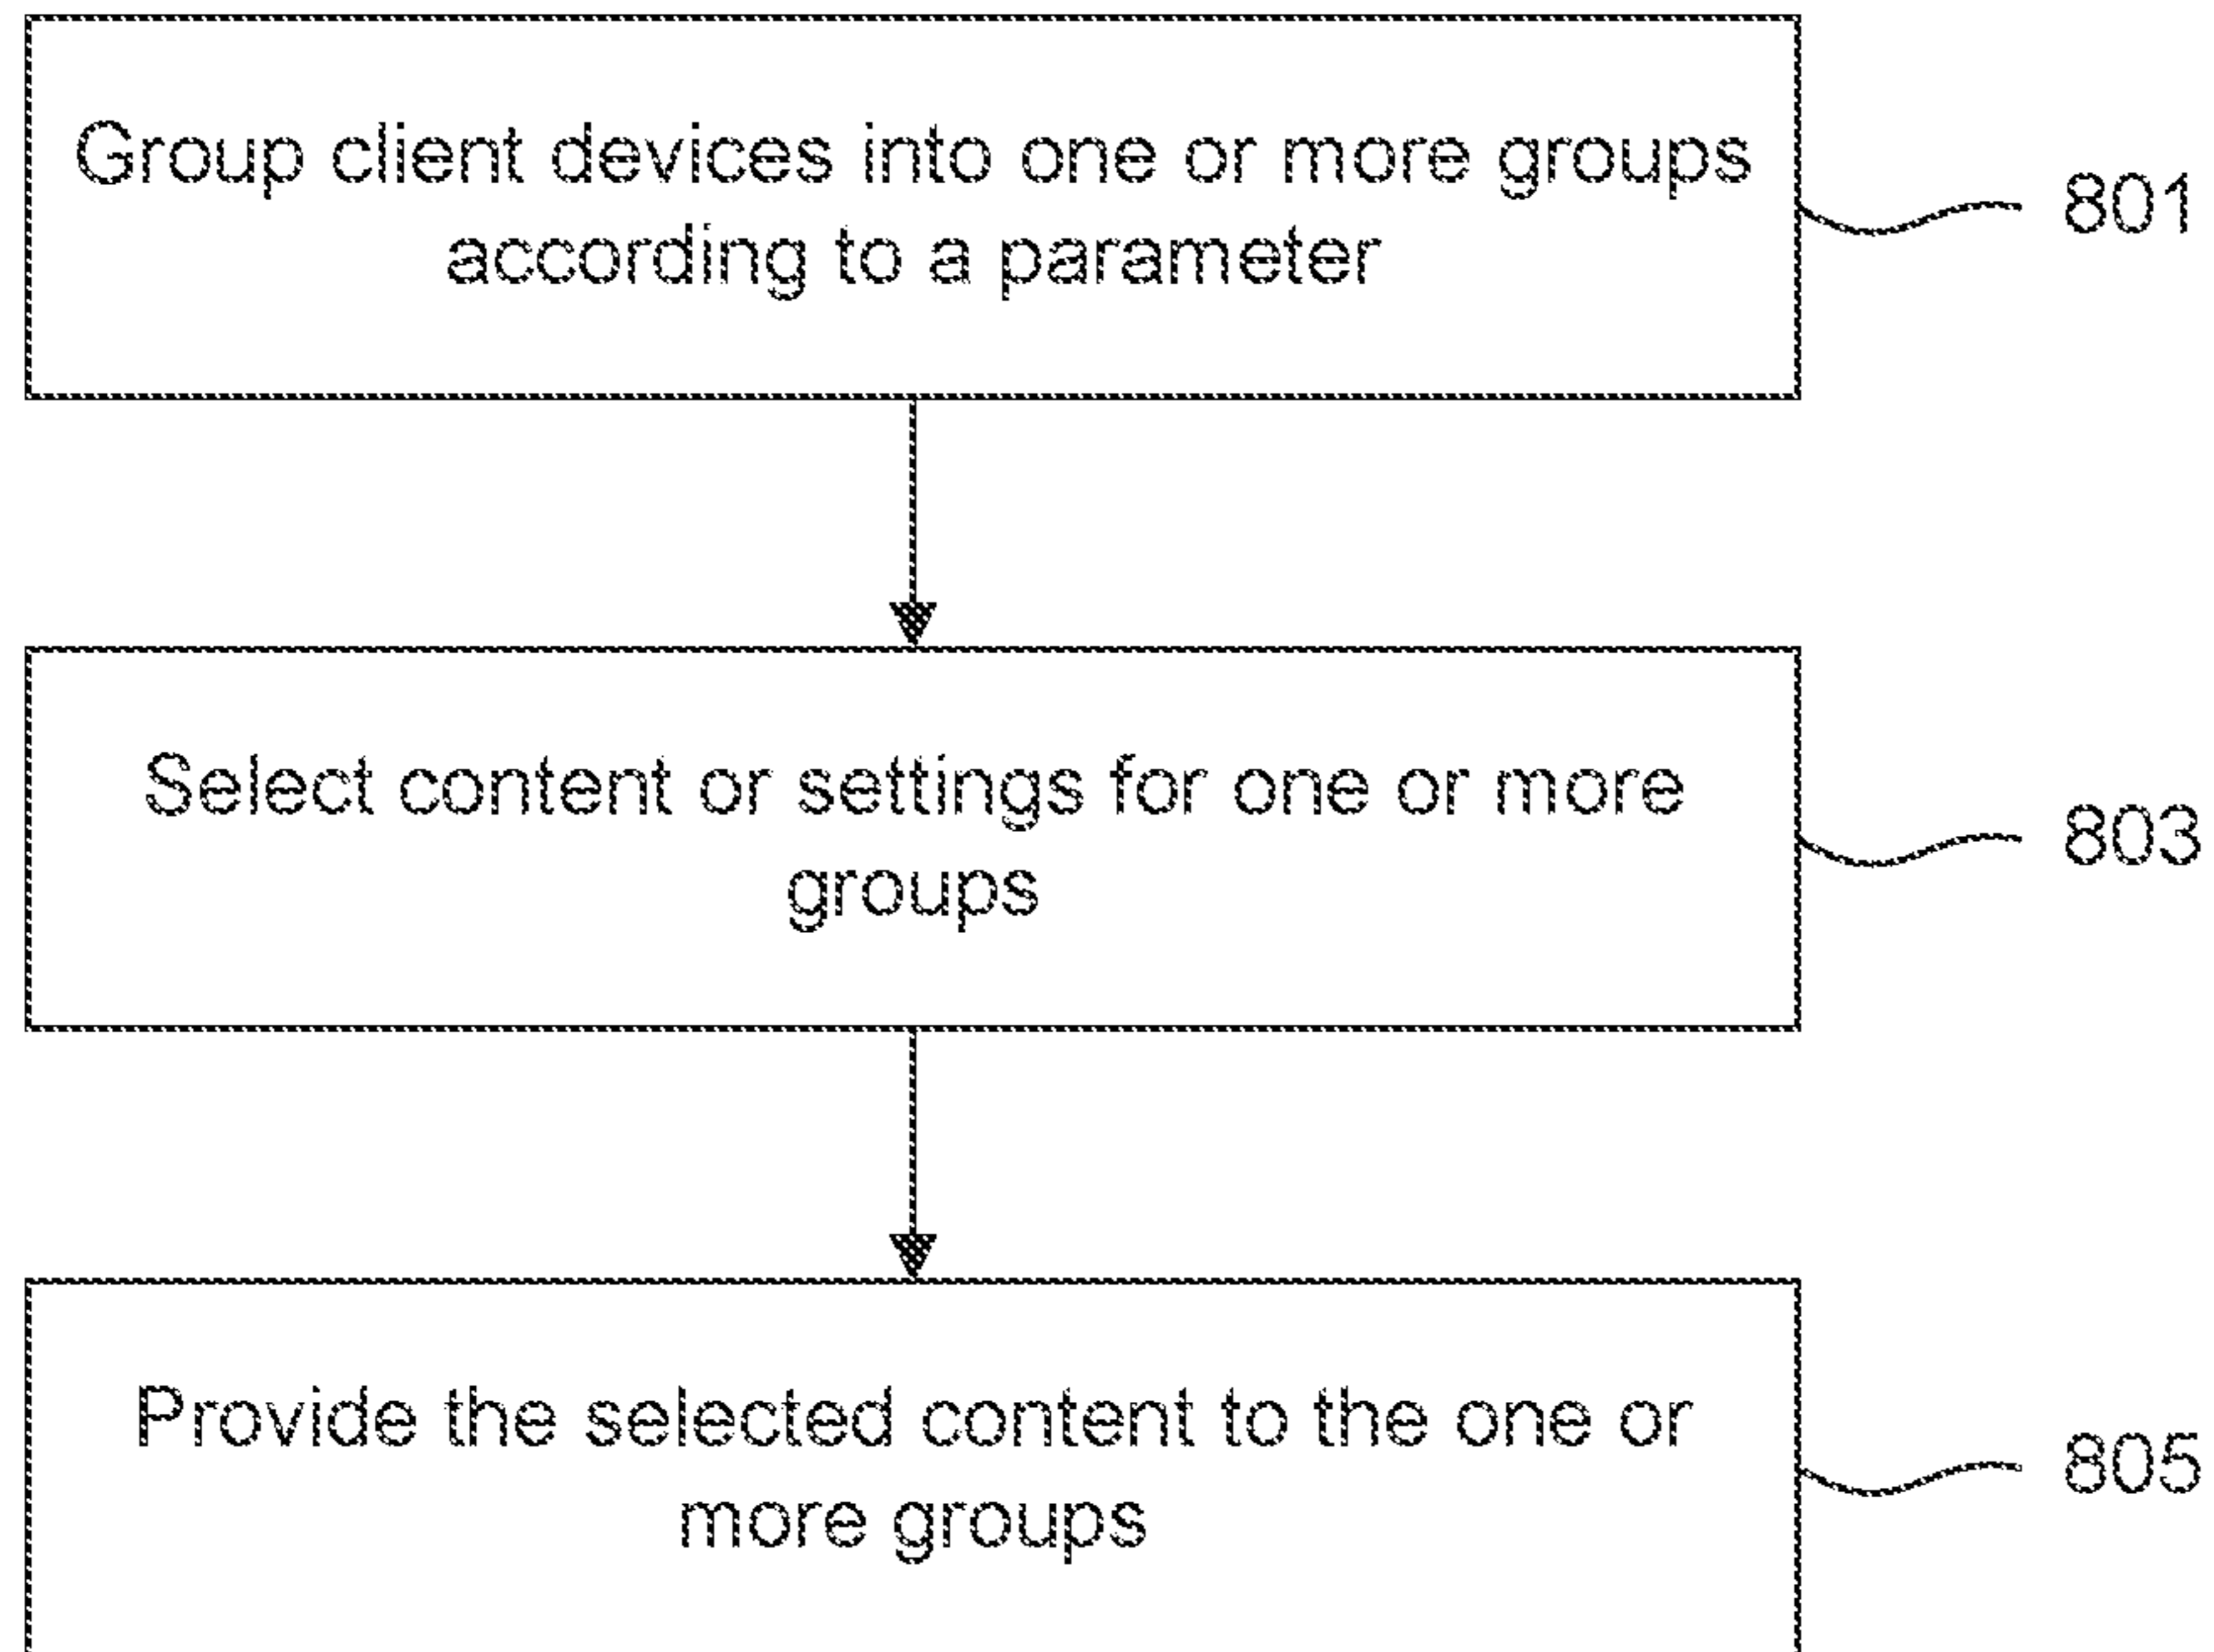 Group client devices into one or more groups
according to a parameter
801
Select content or settings for one or more
groups
803
Provide the selected content to the one or
more groups
805